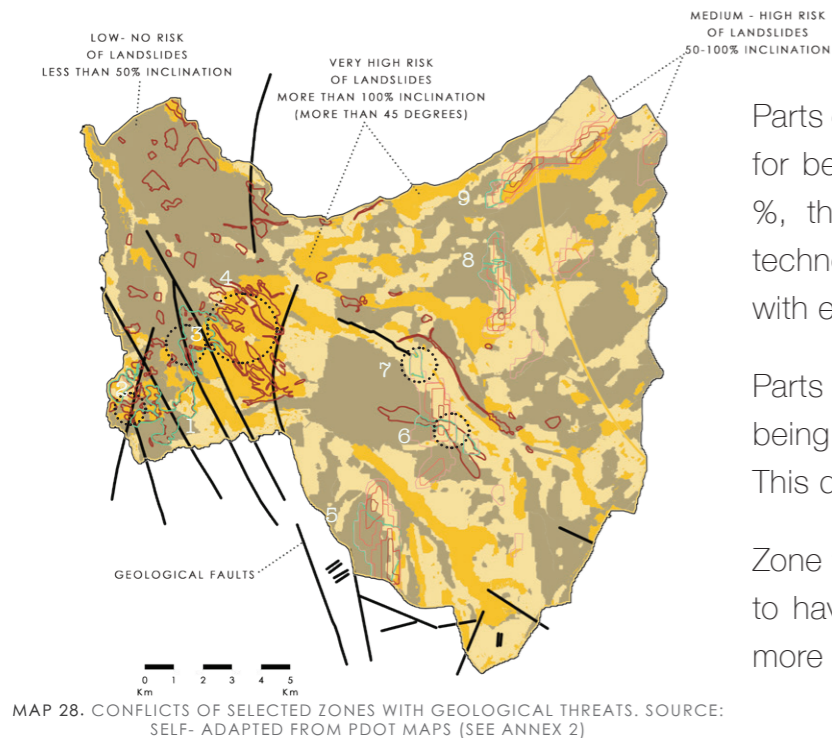 LOW- NO RISK
OF LANDSLIDES
LESS THAN 50% INCLINATION
VERY HIGH RISK
OF LANDSLIDES
MORE THAN 100% INCLINATION
(MORE THAN 45 DEGREES)
MEDIUM - HIGH RISK
OF LANDSLIDES
50-100% INCLINATION
9
8
4
3
7
2
1
6
5
GEOLOGICAL FAULTS
0 1 2 3 4 5
Km Km
MAP 28. CONFLICTS OF SELECTED ZONES WITH GEOLOGICAL THREATS. SOURCE:
SELF- ADAPTED FROM PDOT MAPS (SEE ANNEX 2)
Parts
for be
%, th
techn
with e
Parts
being
This
Zone
to hav
more